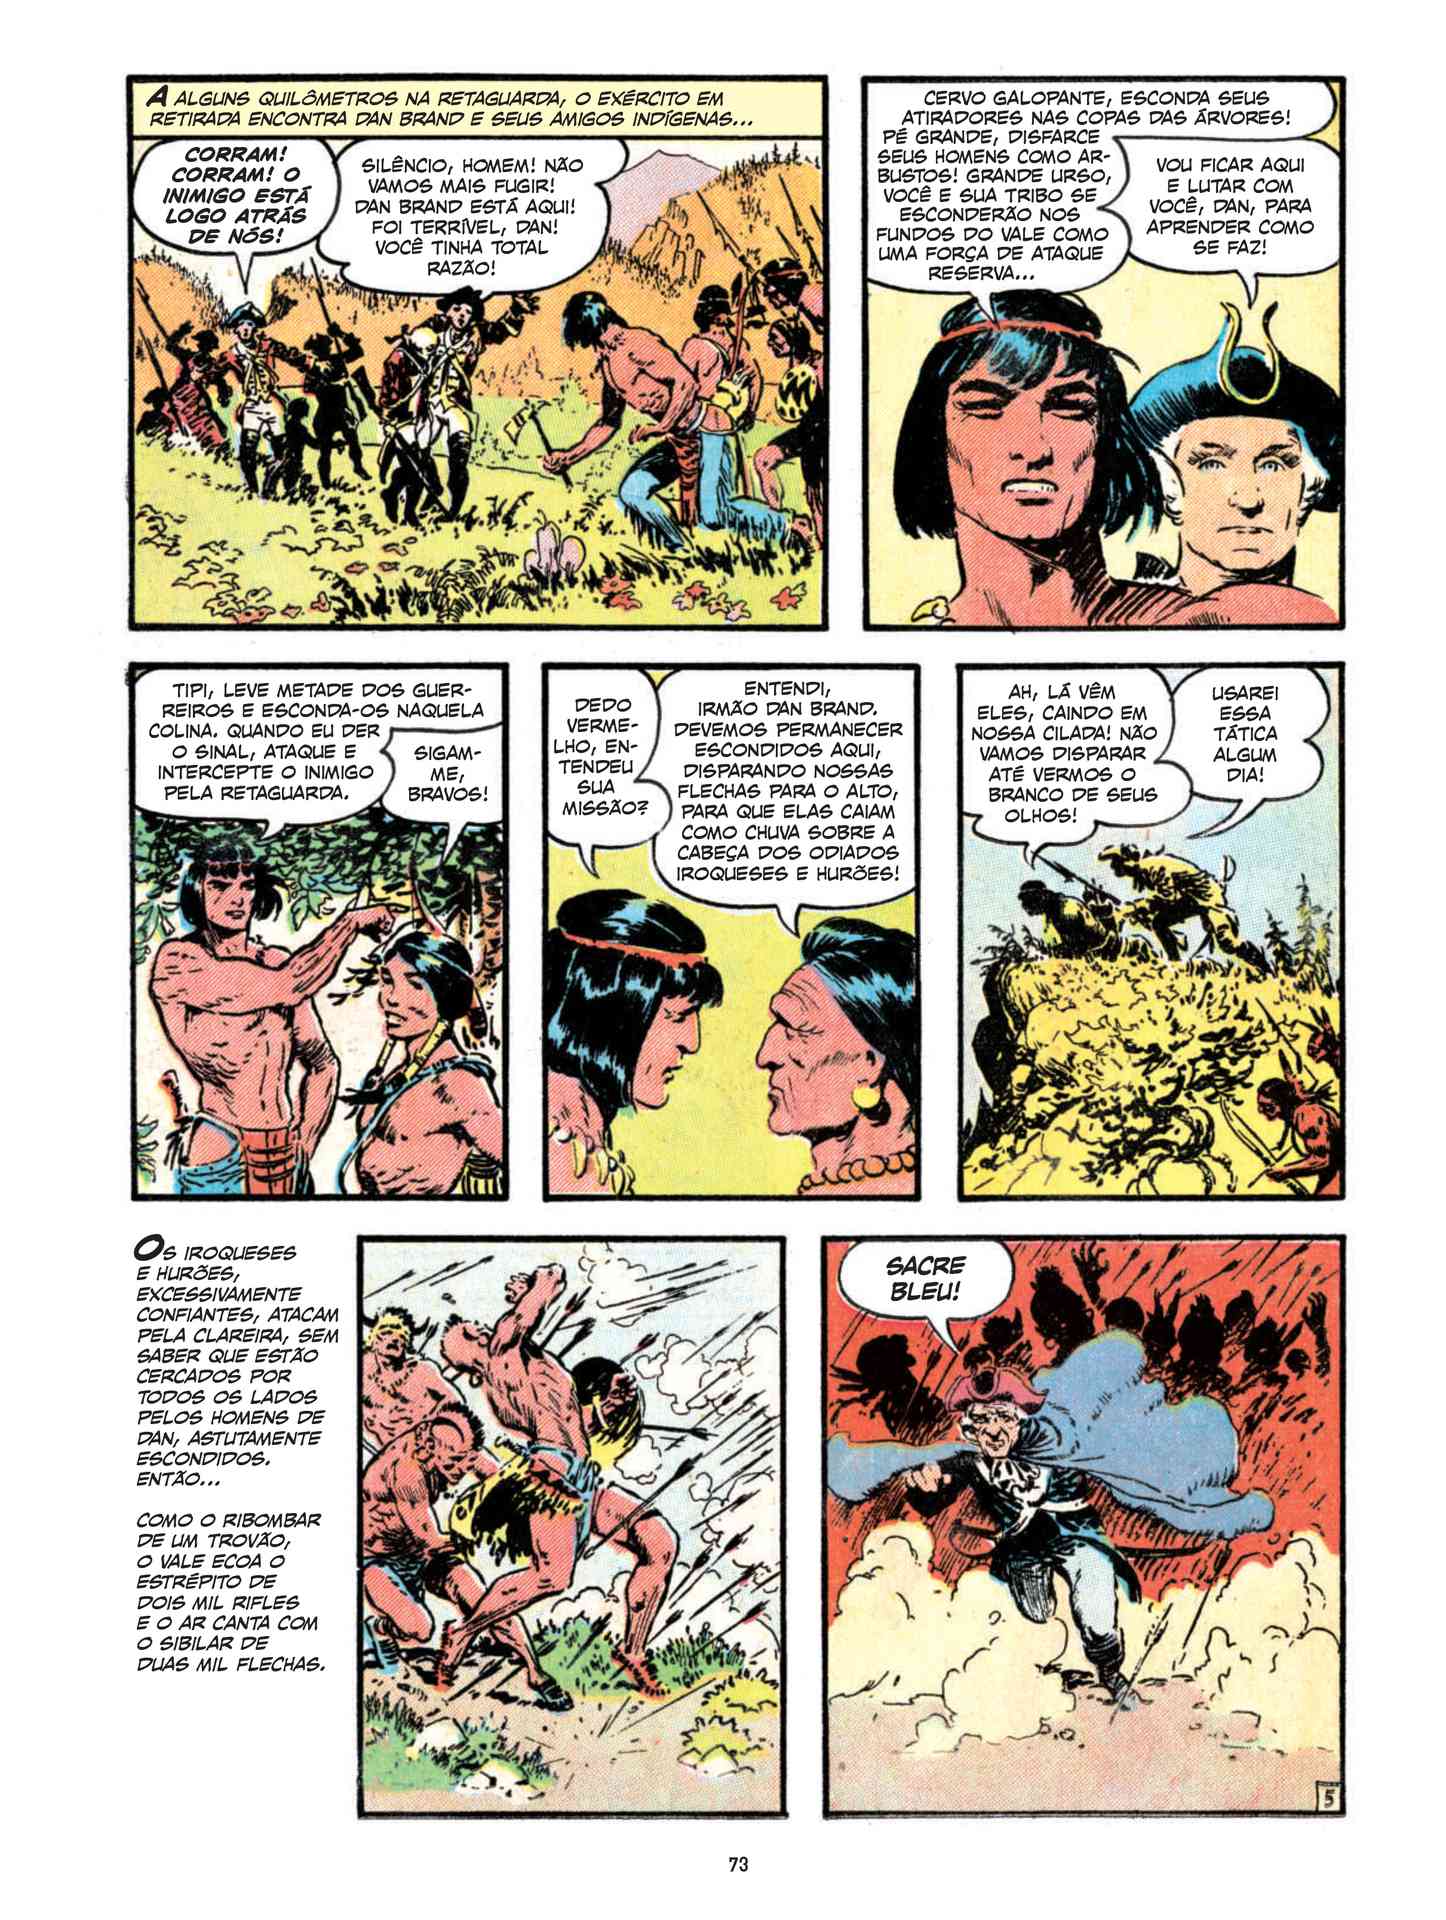 A ALGUNS QUILÔMETROS NA RETAGUARDA, O EXÉRCITO EM
RETIRADA ENCONTRA DAN BRAND E SEUS AMIGOS INDÍGENAS...
CORRAM!
CORRAM! O
INIMIGO ESTÁ
LOGO ATRÁS
DE NÓS!
SILÊNCIO, HOMEM! NÃO
VAMOS MAIS FUGIR!
DAN BRAND ESTÁ AQUI!
FOI TERRÍVEL, DAN!
VOCÊ TINHA TOTAL
RAZÃO!
CERVO GALOPANTE, ESCONDA SEUS
ATIRADORES NAS COPAS DAS ÁRVORES!
PÉ GRANDE, DISFARCE
SEUS HOMENS COMO AR-
BUSTOS! GRANDE URSO,
VOCÊ E SUA TRIBO SE
ESCONDERÃO NOS
FUNDOS DO VALE COMO
UMA FORÇA DE ATAQUE
RESERVA...
VOU FICAR AQUI
E LUTAR COM
VOCÊ, DAN, PARA
APRENDER COMO
SE FAZ!
TIPI, LEVE METADE DOS GUER-
REIROS E ESCONDA-OS NAQUELA
COLINA. QUANDO EU DER
O SINAL, ATAQUE E
INTERCEPTE O INIMIGO
PELA RETAGUARDA.
SIGAM-
ME,
BRAVOS!
DEDO
VERME-
LHO, EN-
TENDEU
SUA
MISSÃO?
ENTENDI,
IRMÃO DAN BRAND.
DEVEMOS PERMANECER
ESCONDIDOS AQUI,
DISPARANDO NOSSAS
FLECHAS PARA O ALTO,
PARA QUE ELAS CAIAM
COMO CHUVA SOBRE A
CABEÇA DOS ODIADOS
IROQUESES E HURÕES!
AH, LÁ VÊM
ELES, CAINDO EM
NOSSA CILADA! NÃO
VAMOS DISPARAR
ATÉ VERMOS O
BRANCO DE SEUS
OLHOS!
USAREI
ESSA
TÁTICA
ALGUM
DIA!
OS IROQUESES
E HURÕES,
EXCESSIVAMENTE
CONFIANTES, ATACAM
PELA CLAREIRA, SEM
SABER QUE ESTÃO
CERCADOS POR
TODOS OS LADOS
PELOS HOMENS DE
DAN, ASTUTAMENTE
ESCONDIDOS.
ENTÃO...
COMO O RIBOMBAR
DE UM TROVÃO,
O VALE ECOA O
ESTRÉPITO DE
DOIS MIL RIFLES
E O AR CANTA COM
O SIBILAR DE
DUAS MIL FLECHAS.
SACRE
BLEU!
5
73